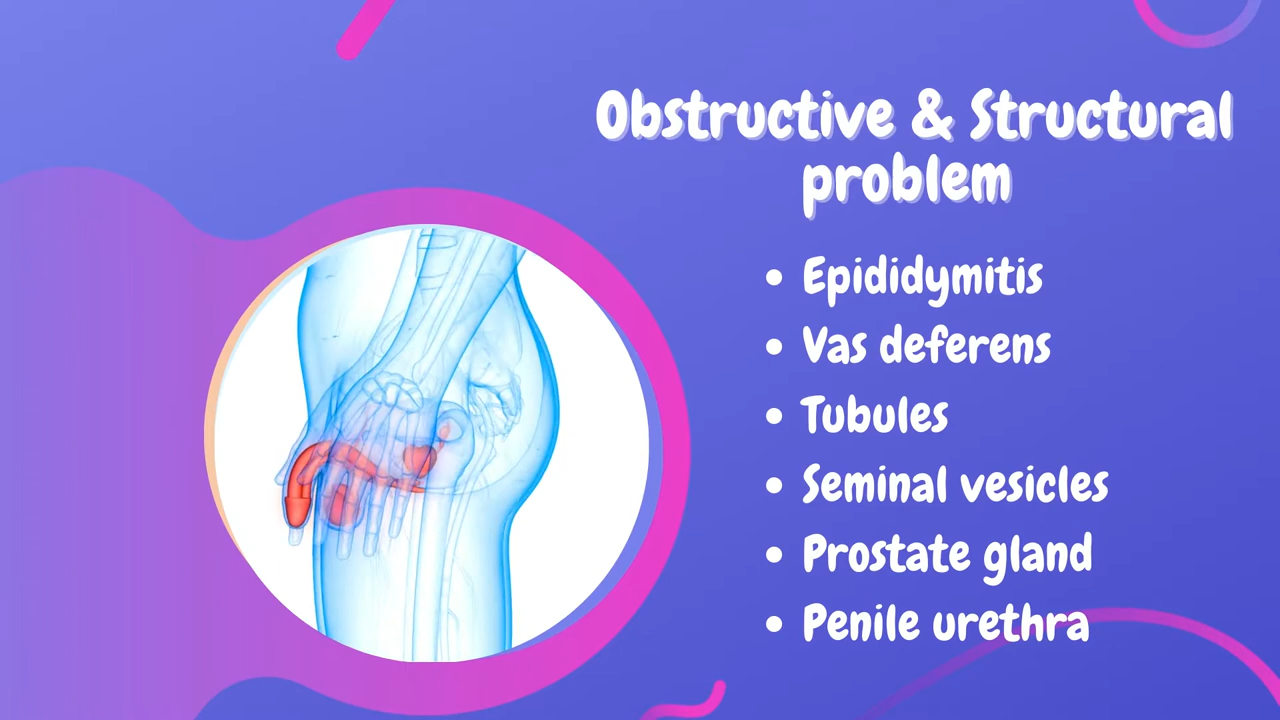 Obstructive & Structural
problem
• Epididymitis
• Vas deferens
• Tubules
• Seminal vesicles
• Prostate gland
• Penile urethra